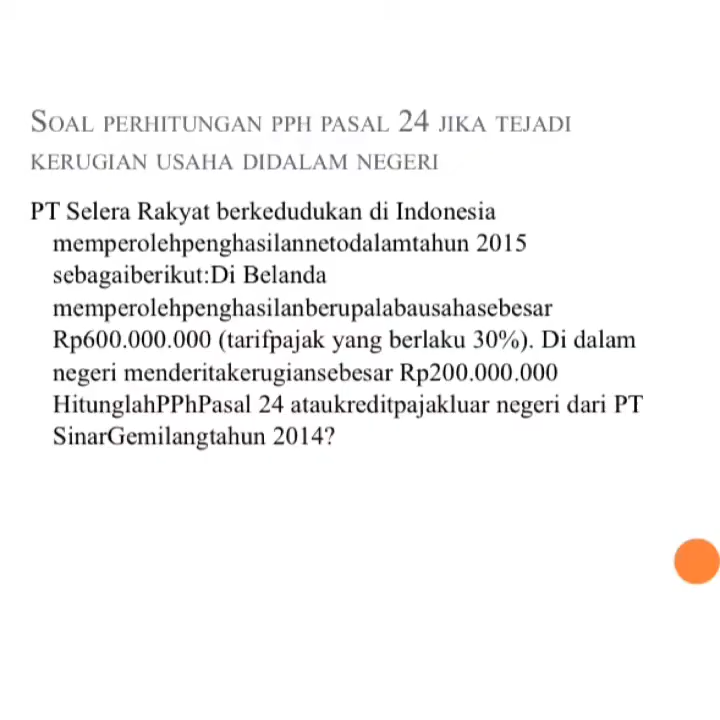 SOAL PERHITUNGAN PPH PASAL 24 JIKA TEJADI
KERUGIAN USAHA DIDALAM NEGERI
PT Selera Rakyat berkedudukan di Indonesia
memperolehpenghasilannetodalamtahun 2015
sebagaiberikut:Di Belanda
memperolehpenghasilanberupalabausahasebesar
Rp600.000.000 (tarifpajak yang berlaku 30%). Di dalam
negeri menderitakerugiansebesar Rp200.000.000
HitunglahPPhPasal 24 ataukreditpajakluar negeri dari PT
SinarGemilangtahun 2014?